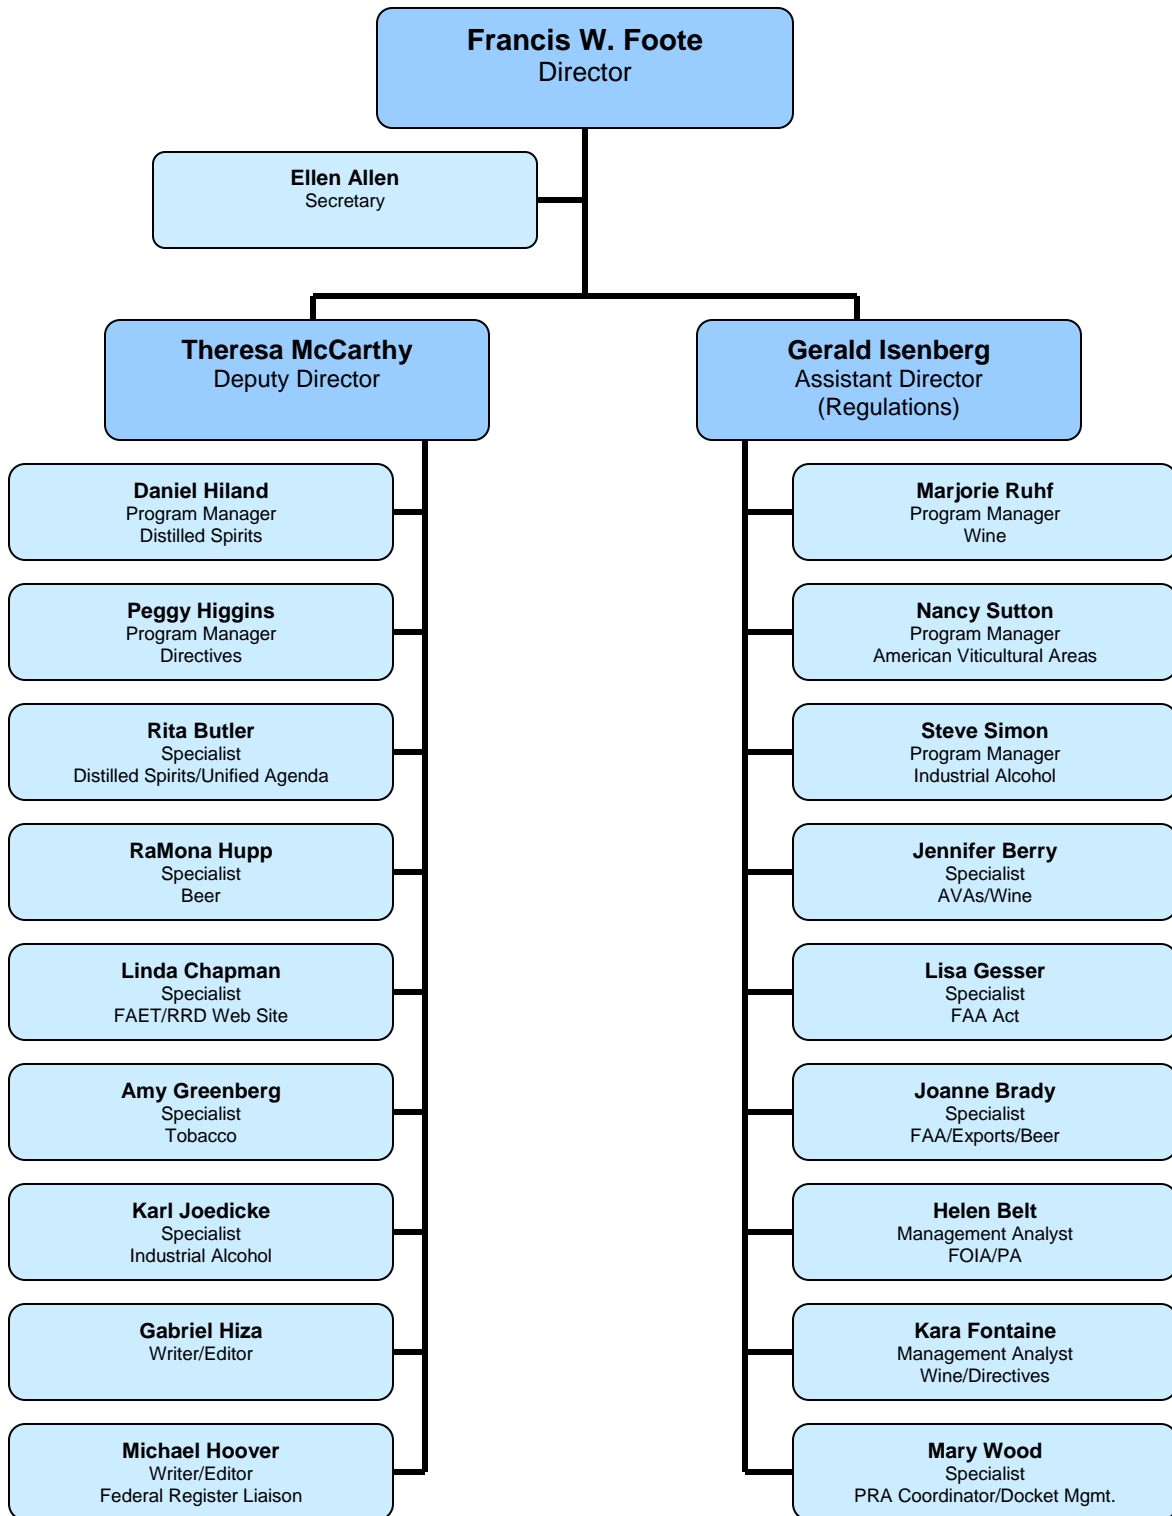 Francis W. Foote
Director
Ellen Allen
Secretary
Theresa McCarthy
Deputy Director
Gerald Isenberg
Assistant Director
(Regulations)
Daniel Hiland
Program Manager
Distilled Spirits
Peggy Higgins
Program Manager
Directives
Rita Butler
Specialist
Distilled Spirits/Unified Agenda
RaMona Hupp
Specialist
Beer
Linda Chapman
Specialist
FAET/RRD Web Site
Amy Greenberg
Specialist
Tobacco
Karl Joedicke
Specialist
Industrial Alcohol
Gabriel Hiza
Writer/Editor
Michael Hoover
Writer/Editor
Federal Register Liaison
Marjorie Ruhf
Program Manager
Wine
Nancy Sutton
Program Manager
American Viticultural Areas
Steve Simon
Program Manager
Industrial Alcohol
Jennifer Berry
Specialist
AVAs/Wine
Lisa Gesser
Specialist
FAA Act
Joanne Brady
Specialist
FAA/Exports/Beer
Helen Belt
Management Analyst
FOIA/PA
Kara Fontaine
Management Analyst
Wine/Directives
Mary Wood
Specialist
PRA Coordinator/Docket Mgmt.